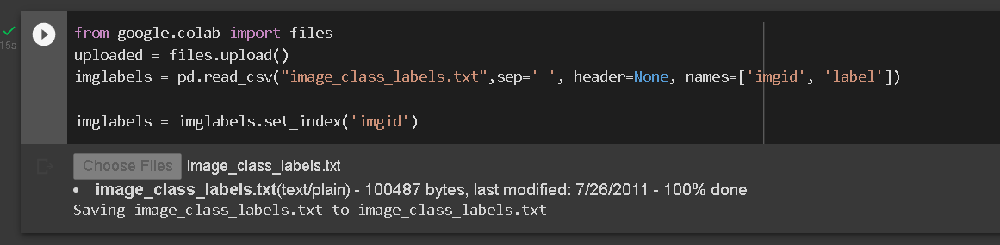 from google.colab import files
uploaded = files.upload()
imglabels = pd.read_csv("image_class_labels.txt",sep=' ', header=None, names=['imgid', 'label'])
imglabels = imglabels.set_index('imgid')
15s
Choose Files image_class_labels.txt
• image_class_labels.txt(text/plain) - 100487 bytes, last modified: 7/26/2011 - 100% done
Saving image_class_labels.txt to image_class_labels.txt